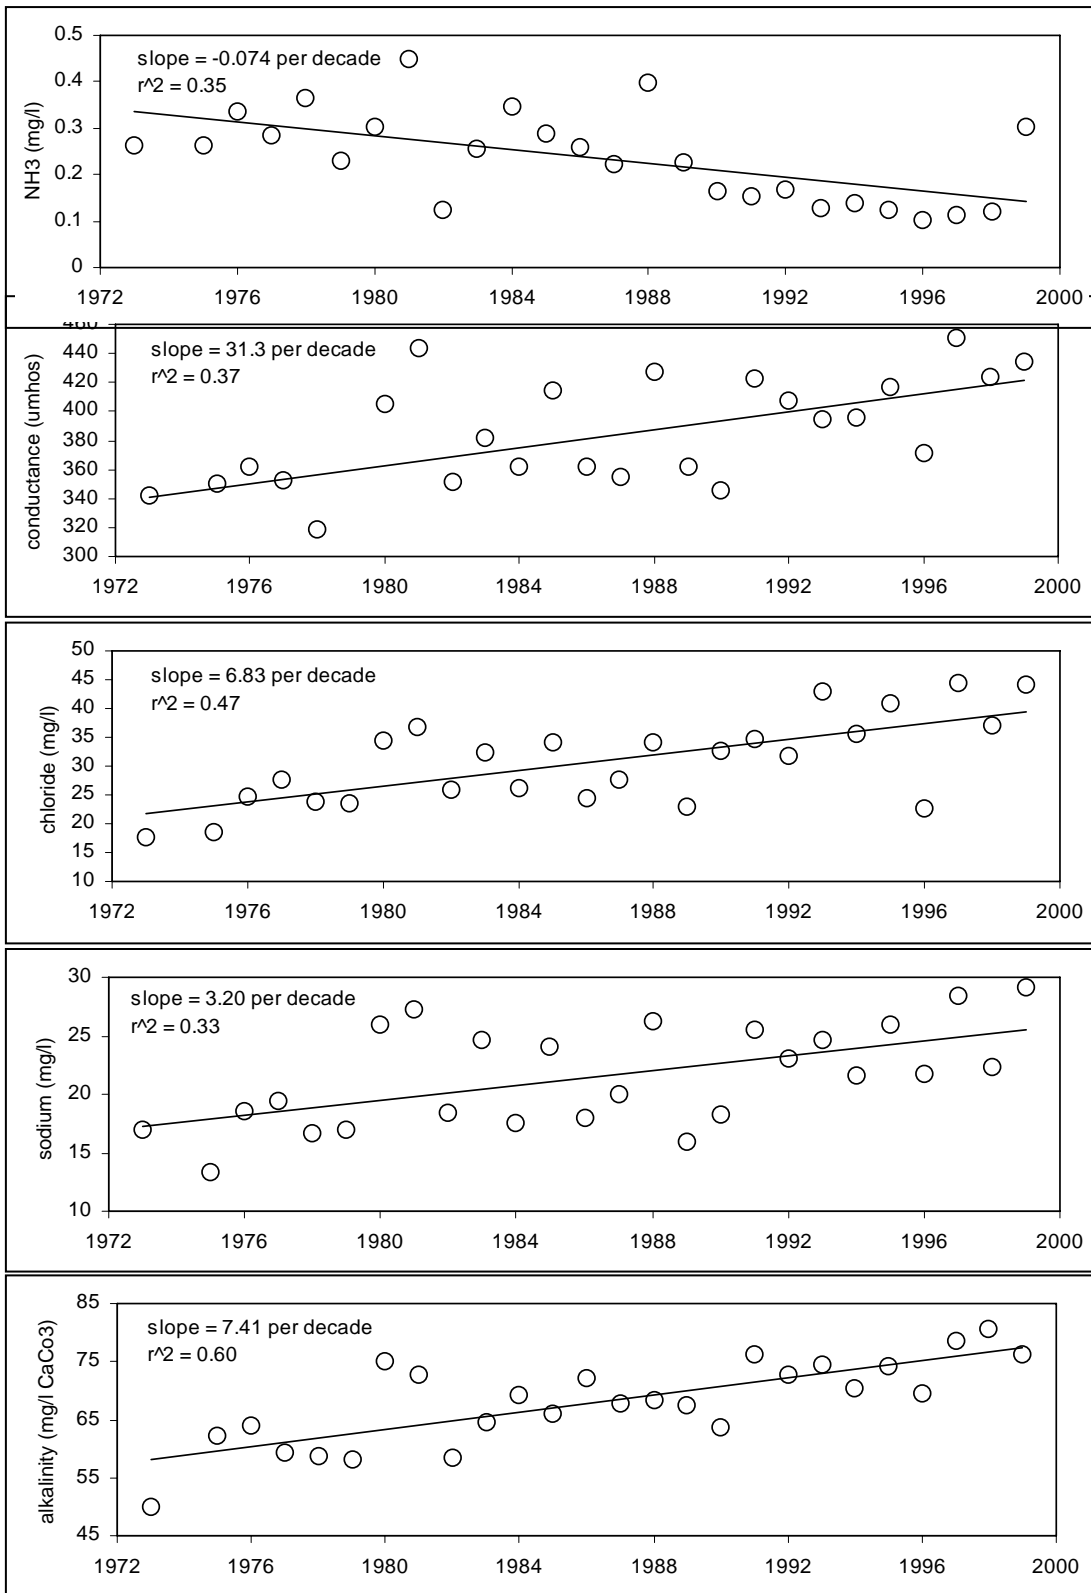 0.5
slope = -0.074 per decade
r^2 = 0.35
0.4
0.3
0.2
0.1
0
NH3 (mg/l)
1972 1976 1980 1984 1988 1992 1996 2000
460
slope = 31.3 per decade
r^2 = 0.37
440
420
400
380
360
340
320
300
conductance (umhos)
1972 1976 1980 1984 1988 1992 1996 2000
50
slope = 6.83 per decade
r^2 = 0.47
45
40
35
30
25
20
15
10
chloride (mg/l)
1972 1976 1980 1984 1988 1992 1996 2000
30
slope = 3.20 per decade
r^2 = 0.33
25
20
15
10
sodium (mg/l)
1972 1976 1980 1984 1988 1992 1996 2000
85
slope = 7.41 per decade
r^2 = 0.60
75
65
55
45
alkalinity (mg/l CaCo3)
1972 1976 1980 1984 1988 1992 1996 2000